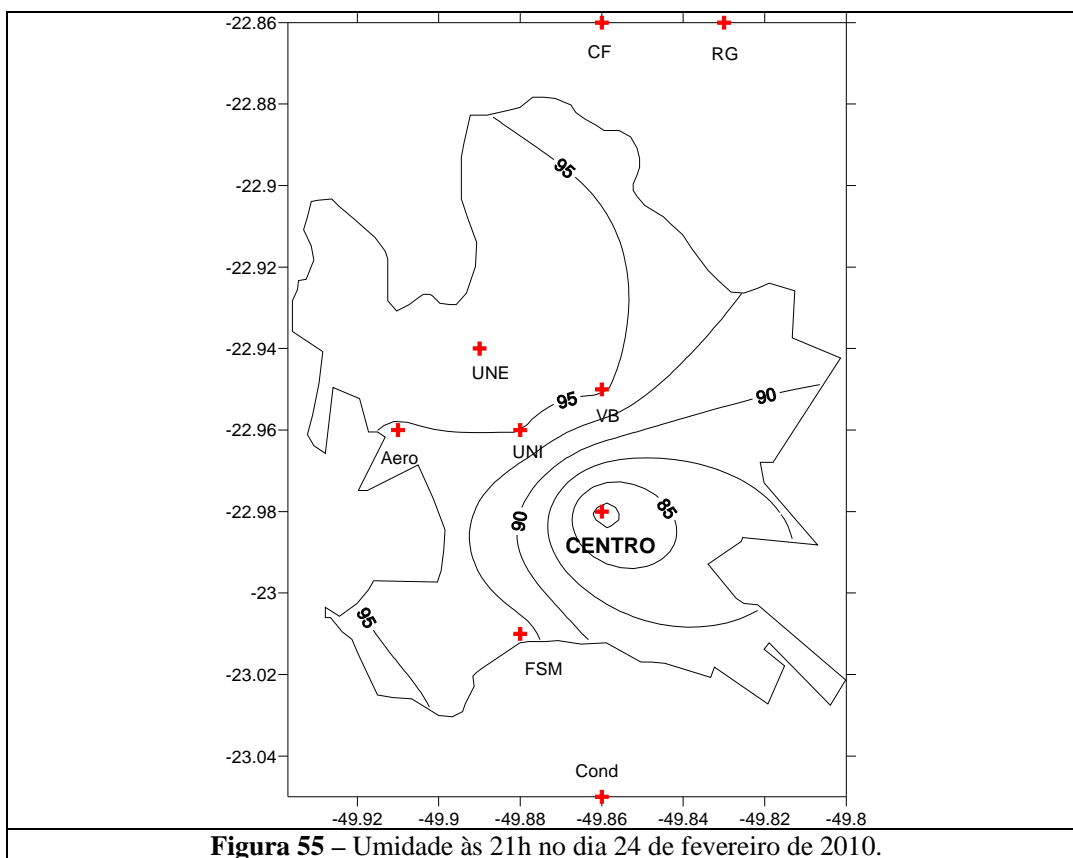 -22.86
CF
RG
-22.88
95
-22.9
-22.92
-22.94
UNE
90
95
VB
-22.96
Aero
UNI
85
90
-22.98
CENTRO
-23
95
-23.02
FSM
-23.04
Cond
-49.92 -49.9 -49.88 -49.86 -49.84 -49.82 -49.8
Figura 55 – Umidade às 21h no dia 24 de fevereiro de 2010.